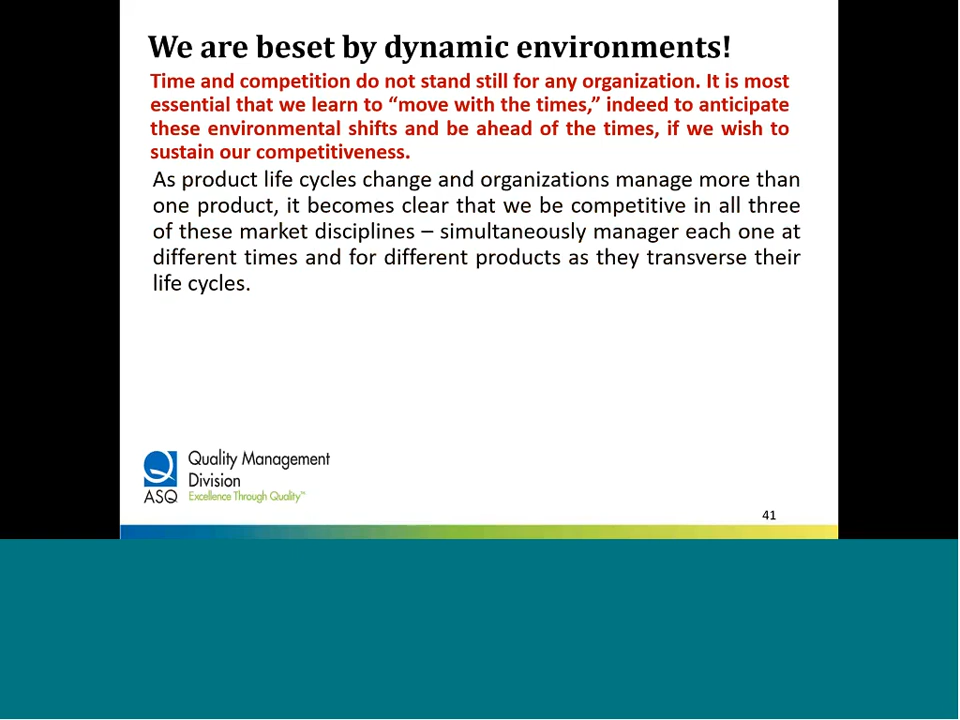 We are beset by dynamic environments!
Time and competition do not stand still for any organization. It is most
essential that we learn to “move with the times,” indeed to anticipate
these environmental shifts and be ahead of the times, if we wish to
sustain our competitiveness.
As product life cycles change and organizations manage more than
one product, it becomes clear that we be competitive in all three
of these market disciplines – simultaneously manager each one at
different times and for different products as they transverse their
life cycles.
Quality Management
Division
ASQ Excellence Through Quality™
41